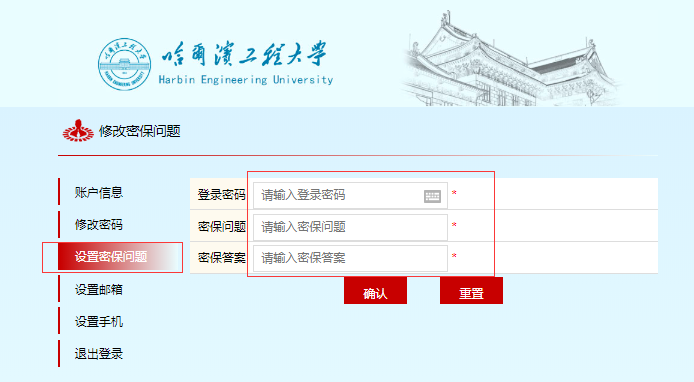 哈尔滨工程大学
Harbin Engineering University
修改密保问题
账户信息
修改密码
设置密保问题
设置邮箱
设置手机
退出登录
登录密码 请输入登录密码 *
密保问题 请输入密保问题 *
密保答案 请输入密保答案 *
确认 重置